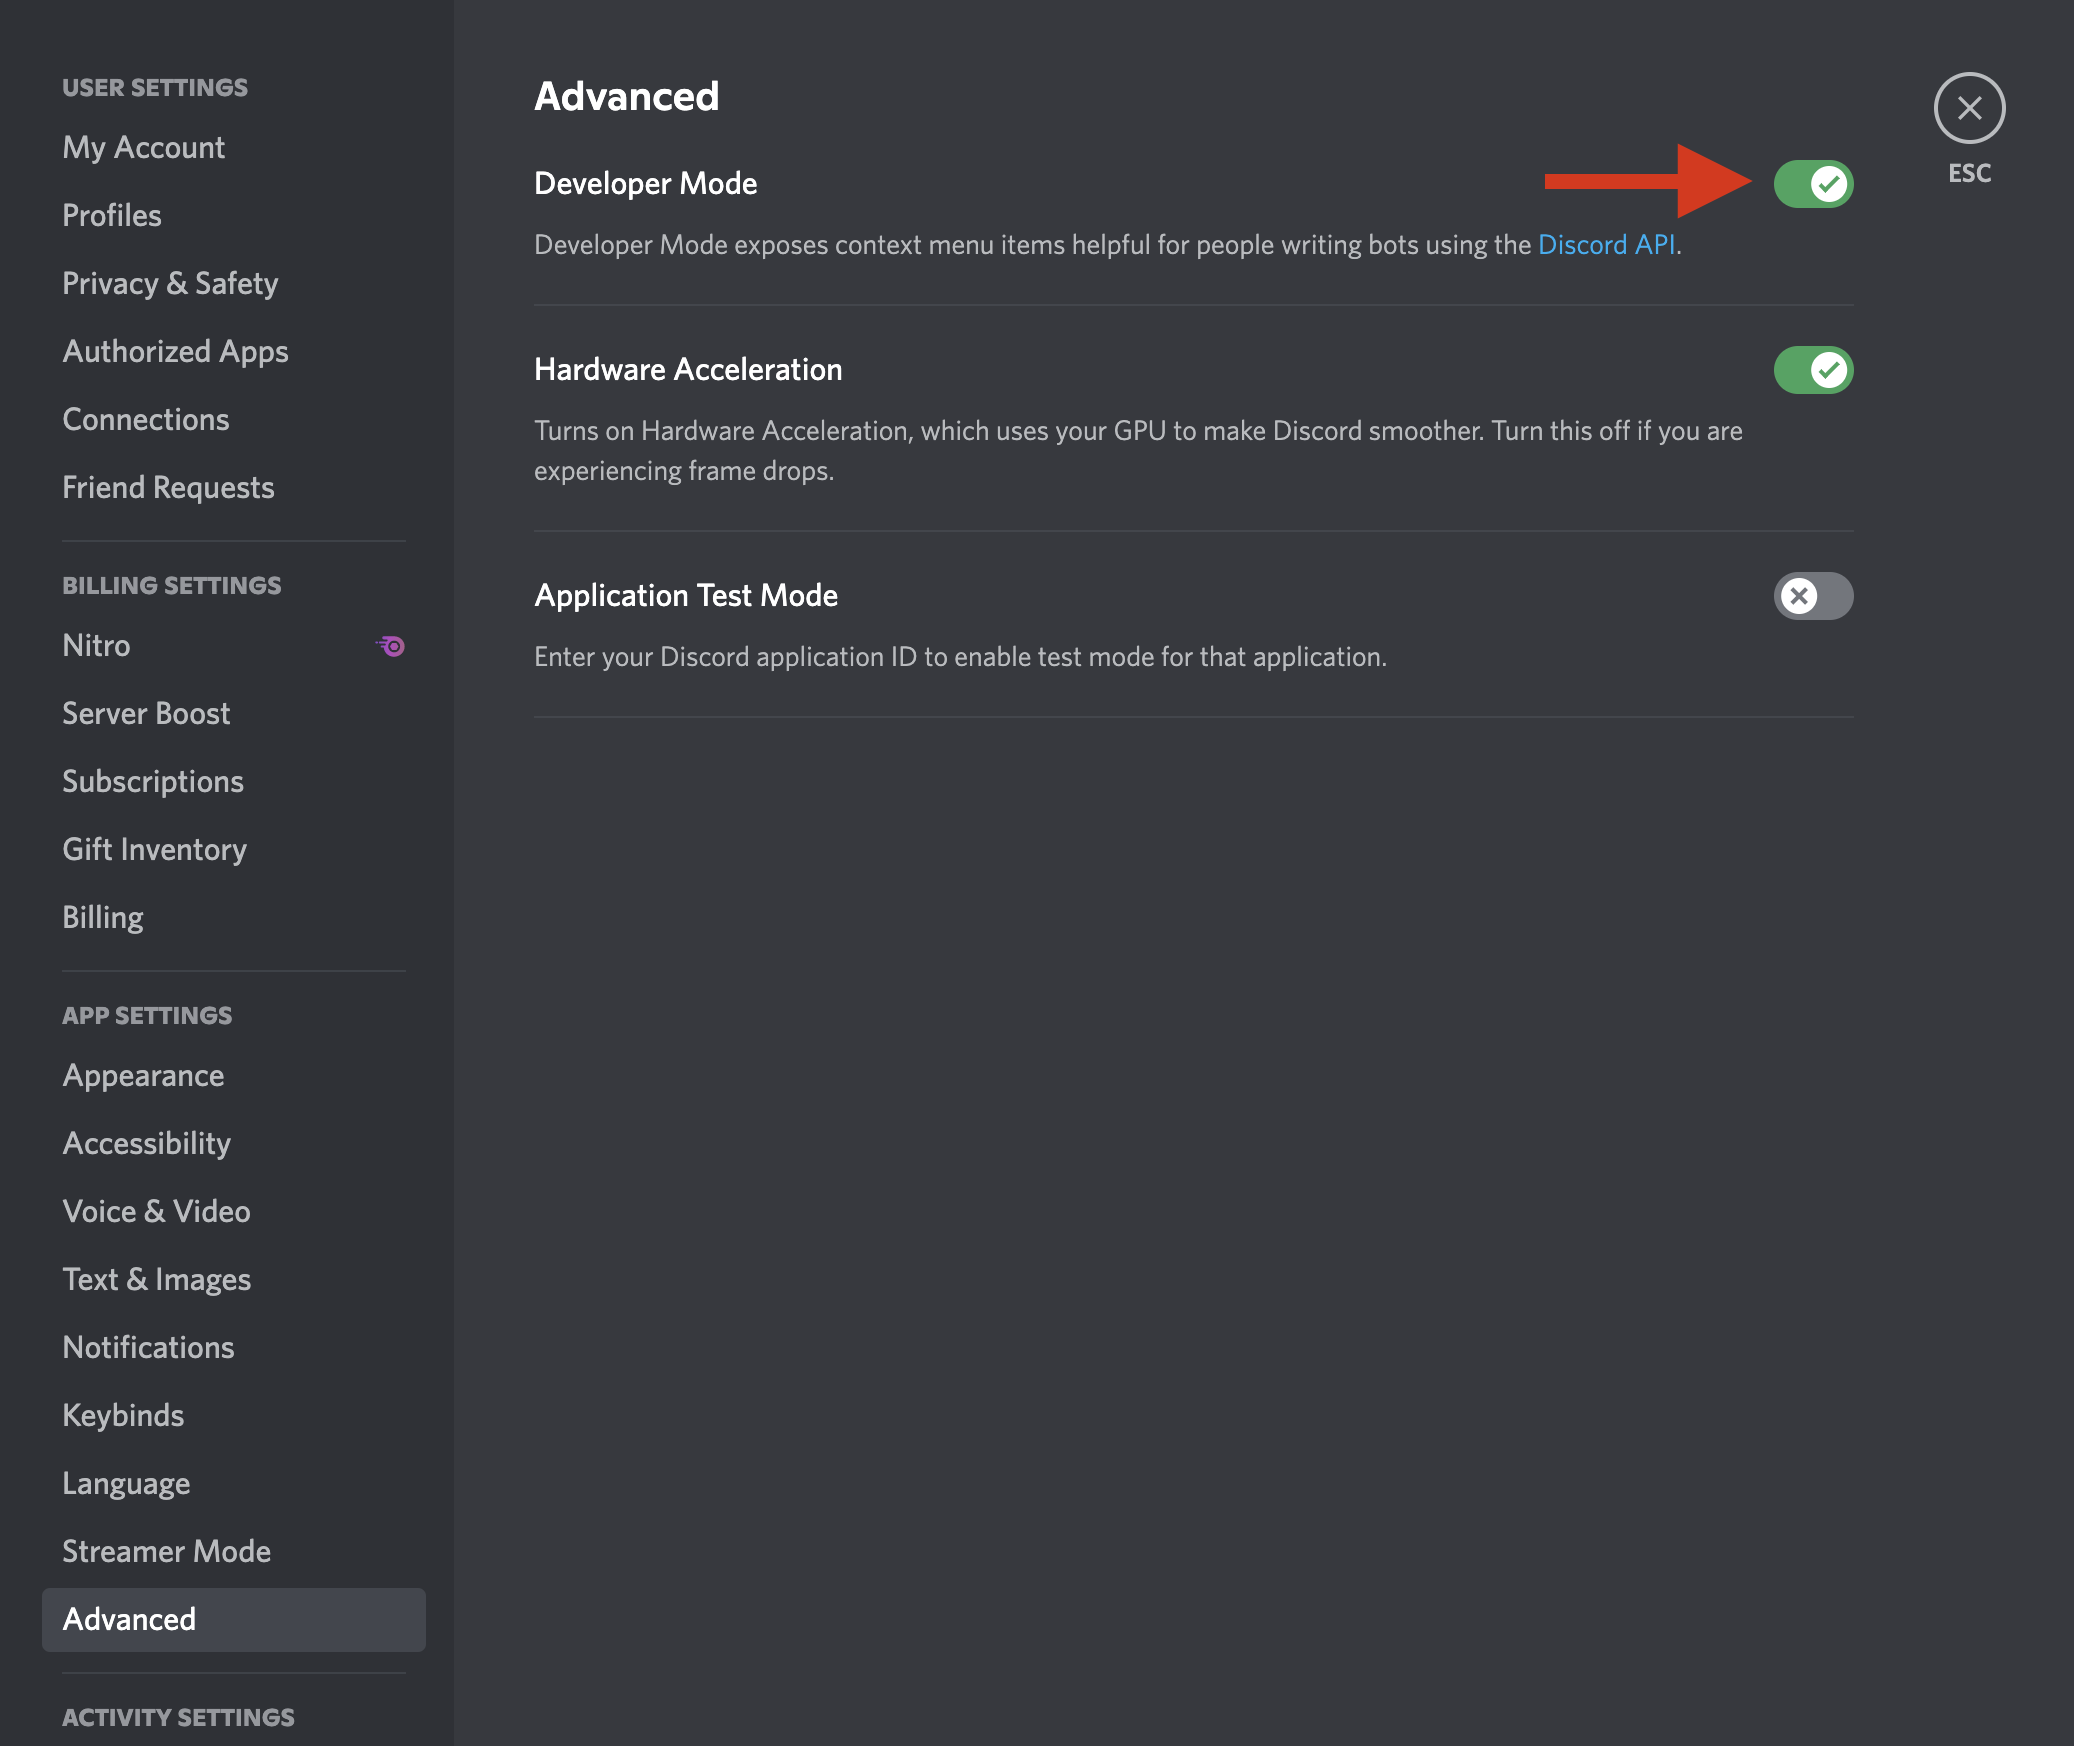 USER SETTINGS
My Account
Profiles
Privacy & Safety
Authorized Apps
Connections
Friend Requests
BILLING SETTINGS
Nitro
Server Boost
Subscriptions
Gift Inventory
Billing
APP SETTINGS
Appearance
Accessibility
Voice & Video
Text & Images
Notifications
Keybinds
Language
Streamer Mode
Advanced
ACTIVITY SETTINGS
Advanced
Developer Mode
Developer Mode exposes context menu items helpful for people writing bots using the Discord API.
Hardware Acceleration
Turns on Hardware Acceleration, which uses your GPU to make Discord smoother. Turn this off if you are
experiencing frame drops.
Application Test Mode
Enter your Discord application ID to enable test mode for that application.
ESC